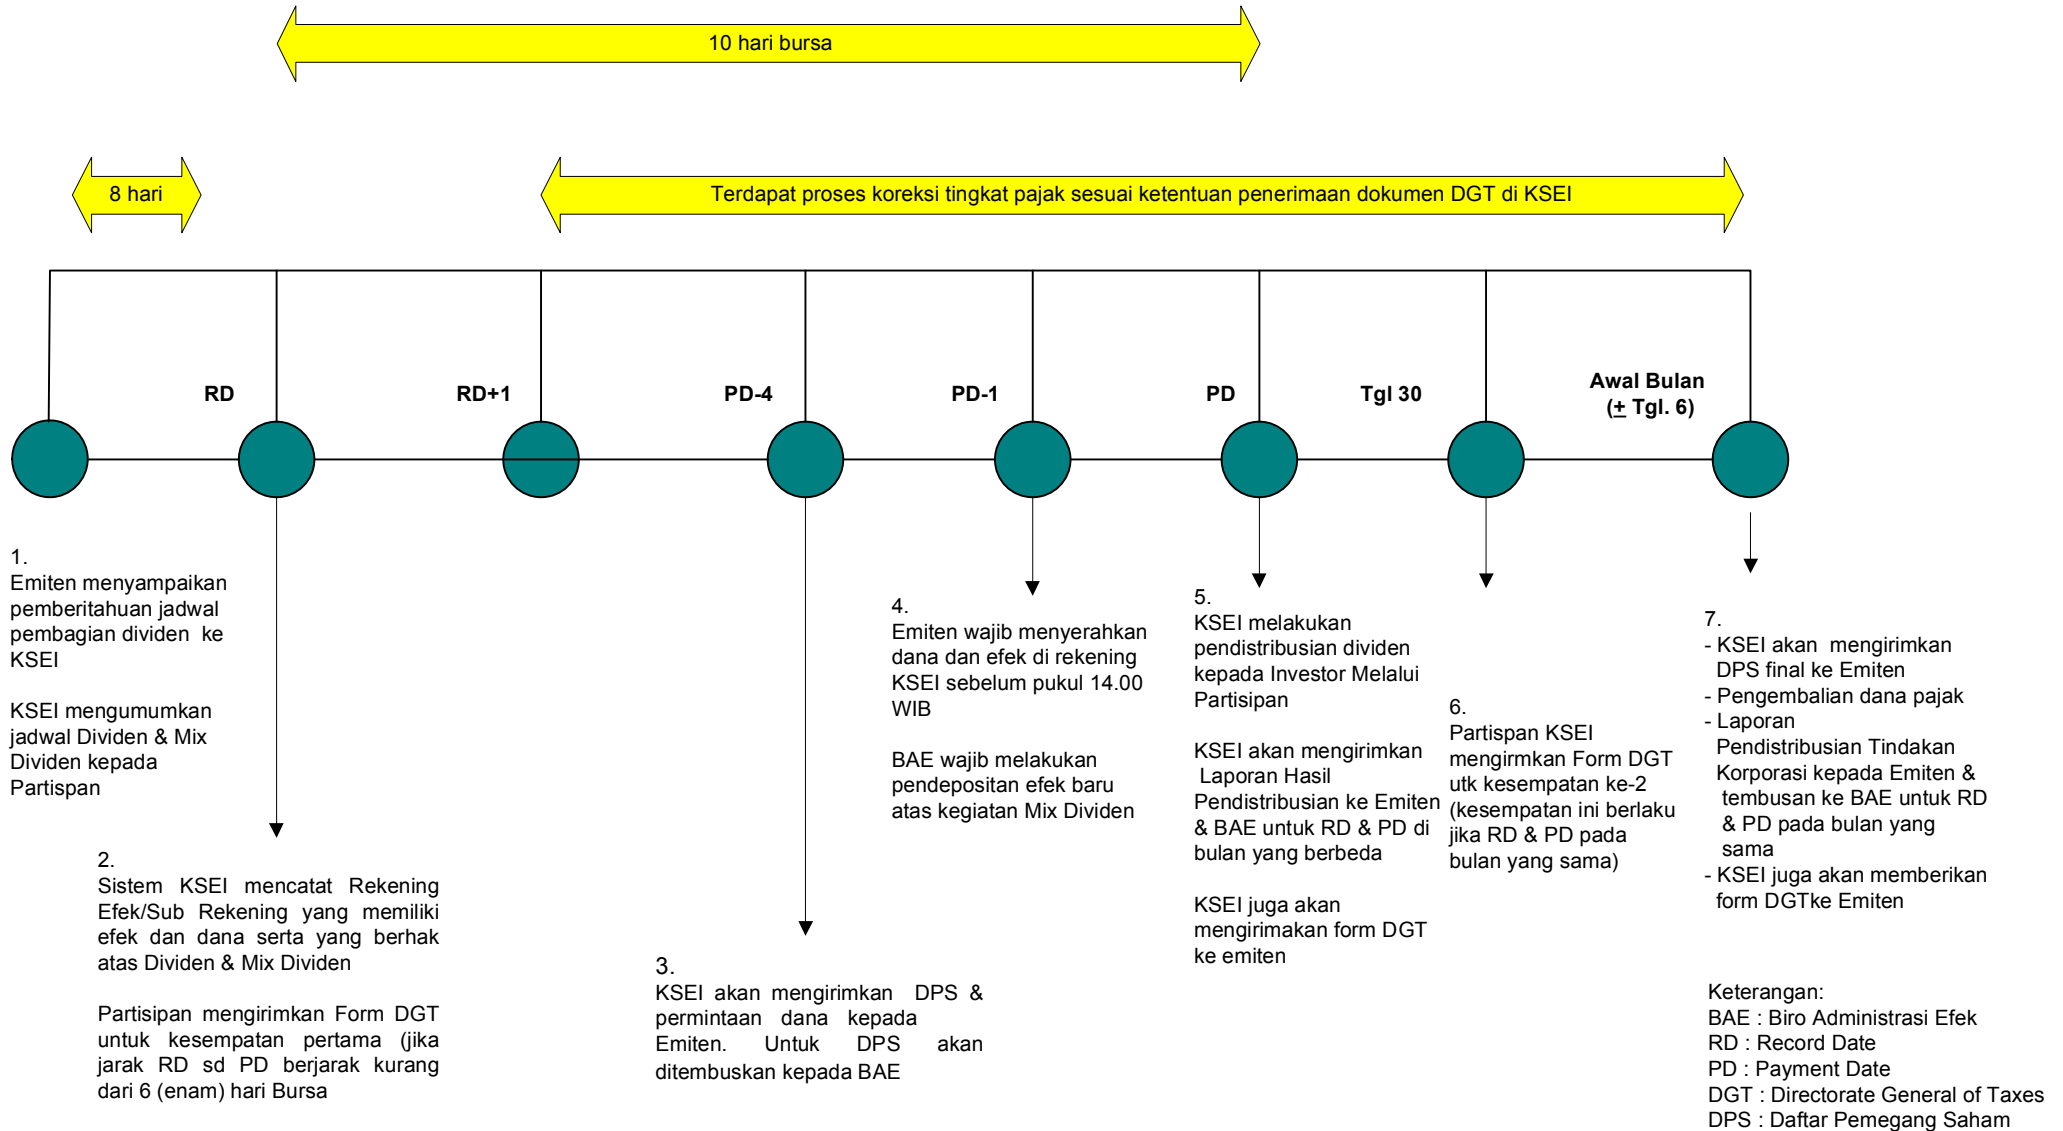 10 hari bursa
8 hari
Terdapat proses koreksi tingkat pajak sesuai ketentuan penerimaan dokumen DGT di KSEI
RD
RD+1
PD-4
PD-1
PD
Tgl 30
Awal Bulan
(± Tgl. 6)
1.
Emiten menyampaikan
pemberitahuan jadwal
pembagian dividen ke
KSEI
KSEI mengumumkan
jadwal Dividen & Mix
Dividen kepada
Partispan
2.
Sistem KSEI mencatat Rekening
Efek/Sub Rekening yang memiliki
efek dan dana serta yang berhak
atas Dividen & Mix Dividen
Partisipan mengirimkan Form DGT
untuk kesempatan pertama (jika
jarak RD sd PD berjarak kurang
dari 6 (enam) hari Bursa
3.
KSEI akan mengirimkan DPS &
permintaan dana kepada
Emiten. Untuk DPS akan
ditembuskan kepada BAE
4.
Emiten wajib menyerahkan
dana dan efek di rekening
KSEI sebelum pukul 14.00
WIB
BAE wajib melakukan
pendepositan efek baru
atas kegiatan Mix Dividen
5.
KSEI melakukan
pendistribusian dividen
kepada Investor Melalui
Partisipan
KSEI akan mengirimkan
Laporan Hasil
Pendistribusian ke Emiten
& BAE untuk RD & PD di
bulan yang berbeda
KSEI juga akan
mengirimakan form DGT
ke emiten
6.
Partispan KSEI
mengirmkan Form DGT
utk kesempatan ke-2
(kesempatan ini berlaku
jika RD & PD pada
bulan yang sama)
7.
- KSEI akan mengirimkan
DPS final ke Emiten
- Pengembalian dana pajak
- Laporan
Pendistribusian Tindakan
Korporasi kepada Emiten &
tembusan ke BAE untuk RD
& PD pada bulan yang
sama
- KSEI juga akan memberikan
form DGTke Emiten
Keterangan:
BAE : Biro Administrasi Efek
RD : Record Date
PD : Payment Date
DGT : Directorate General of Taxes
DPS : Daftar Pemegang Saham